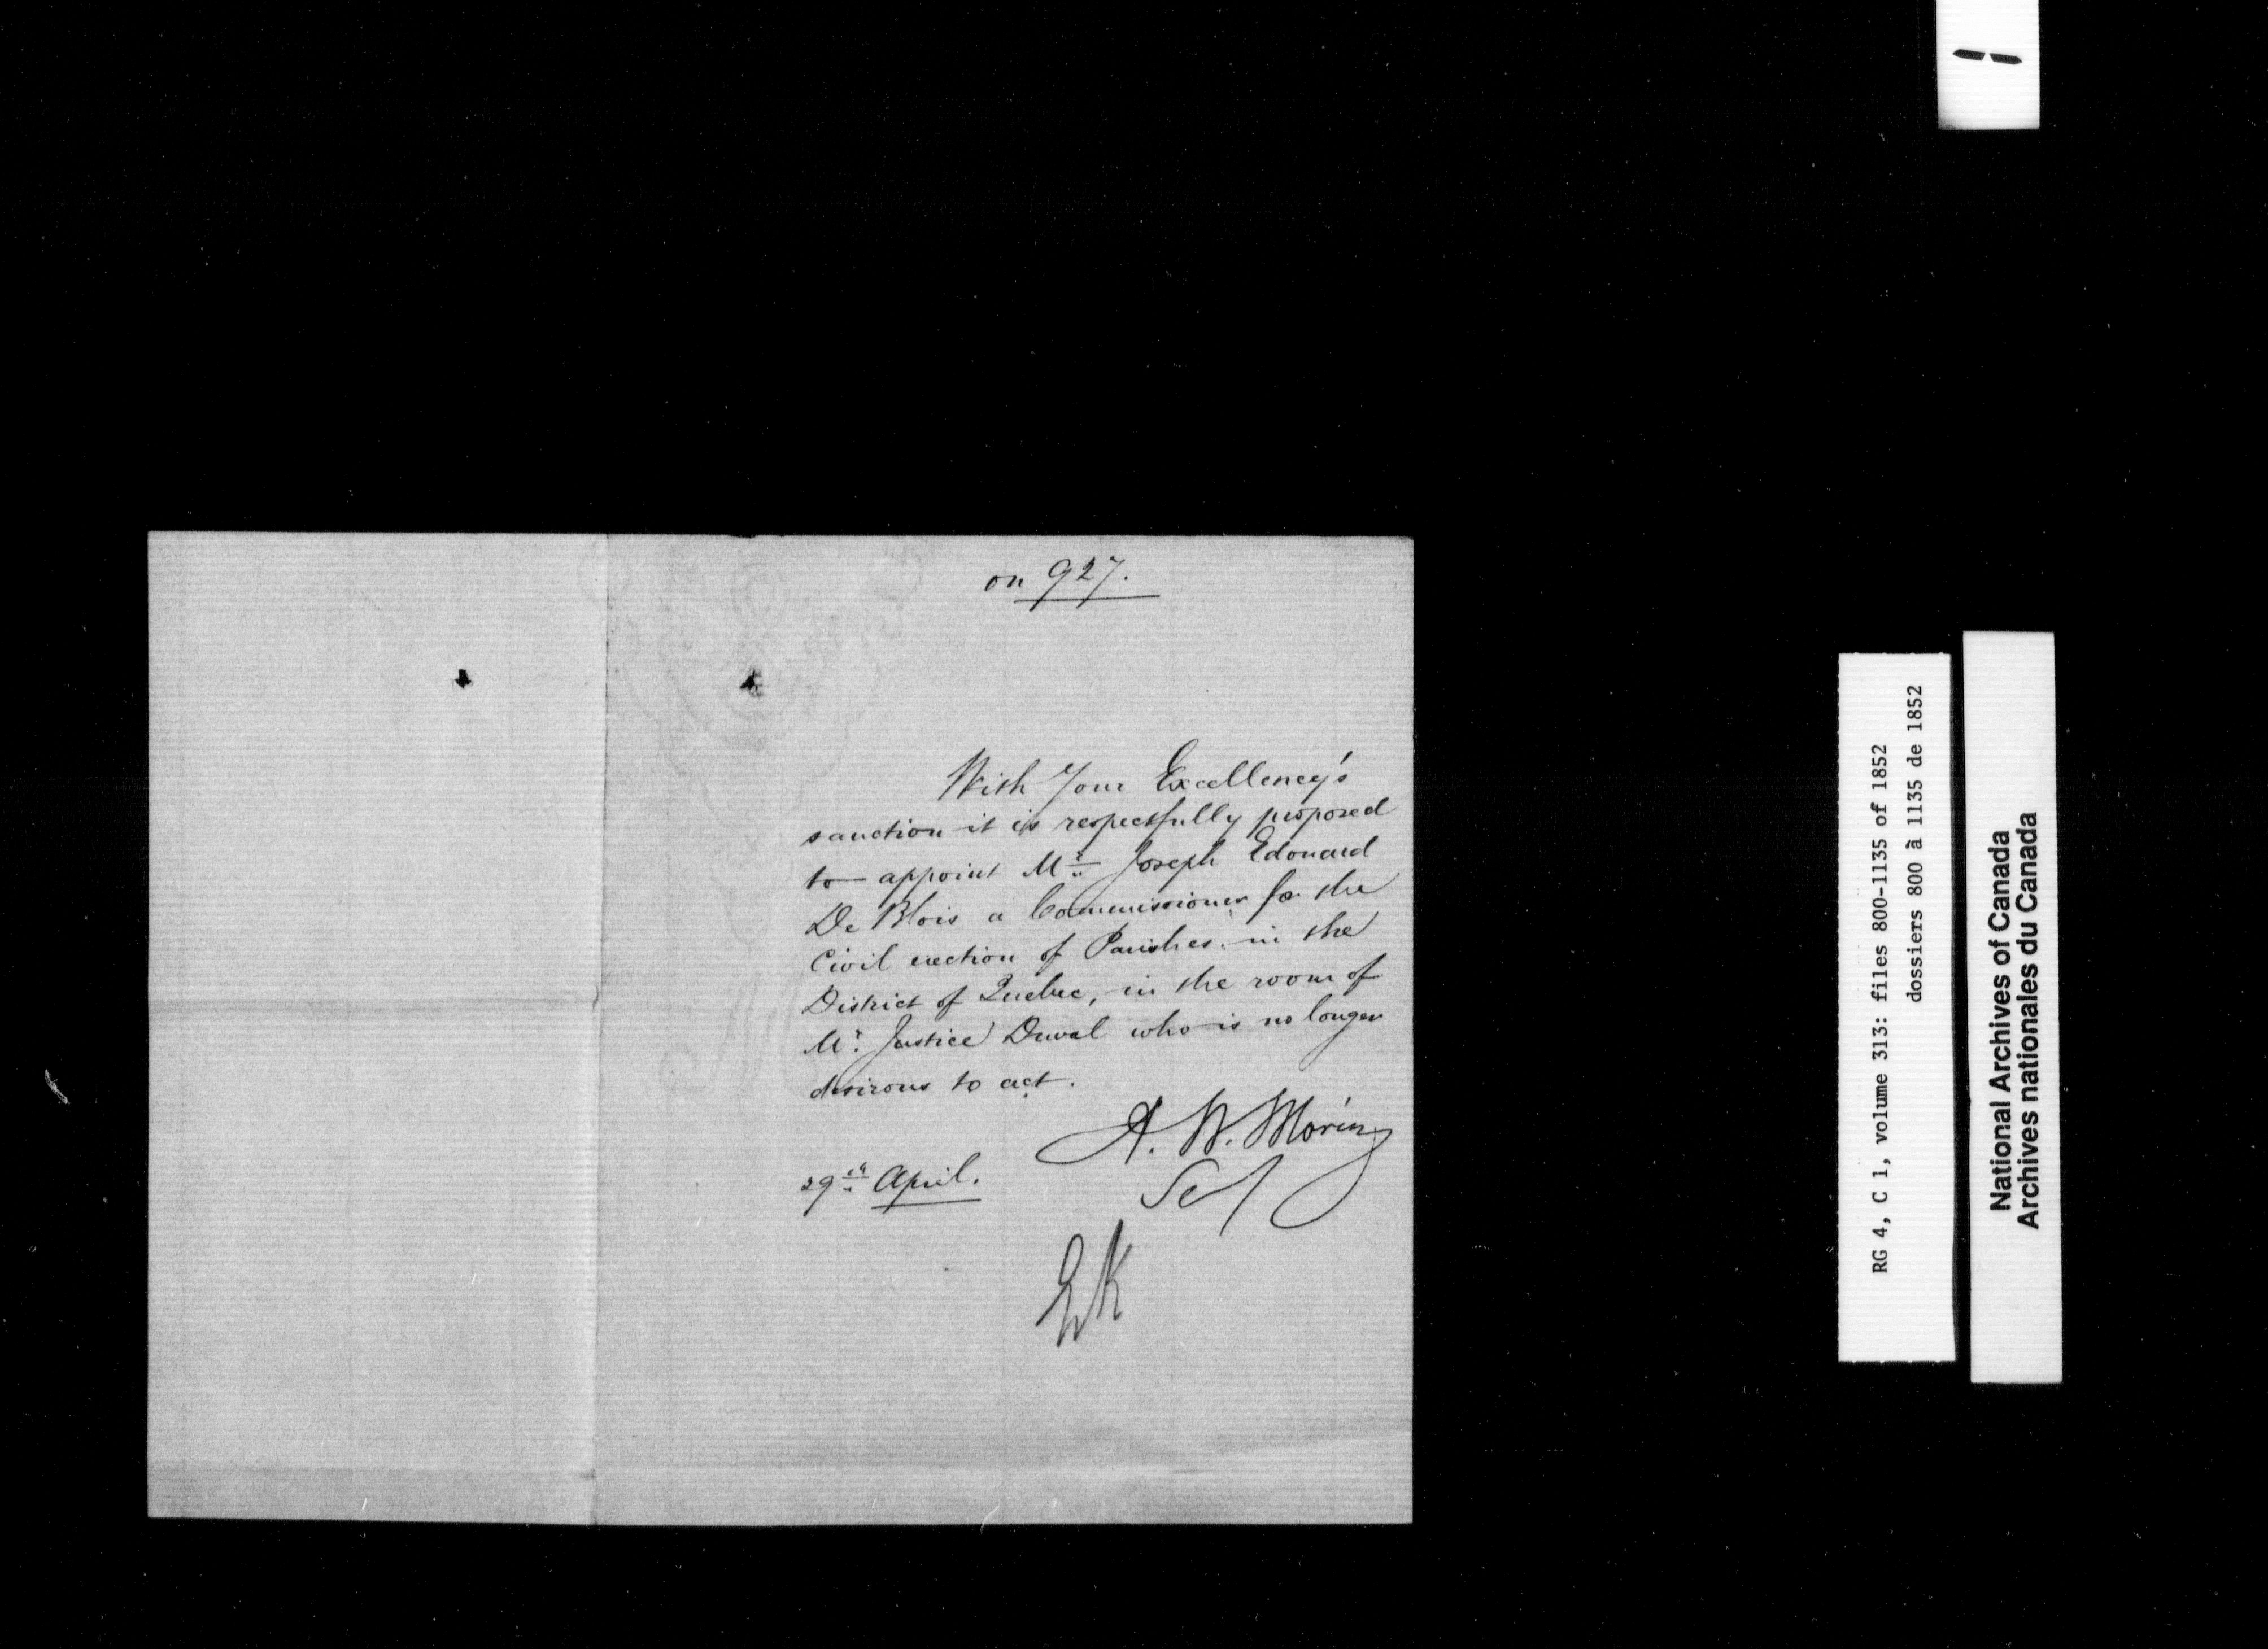 on 927.
With Your Excellency's
sanction it is respectfully proposed
to appoint Mr. Joseph Edouard
De Blois a Commissioner for the
Civil erection of Parishes in the
District of Quebec, in the room of
Mr. Justice Duval who is no longer
desirous to act.
A. N. Morin
Sec
29th April.
EK
RG 4, C 1, volume 313: files 800-1135 of 1852
dossiers 800 à 1135 de 1852
National Archives of Canada
Archives nationales du Canada